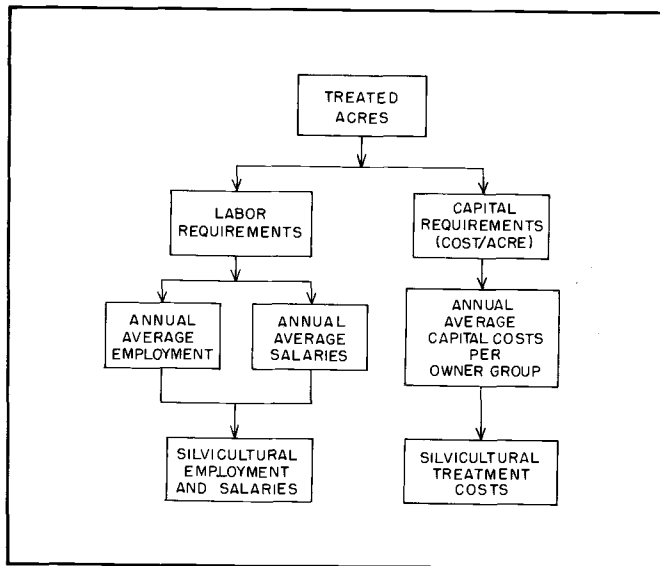 TREATED
ACRES
LABOR
REQUIREMENTS
CAPITAL
REQUIREMENTS
(COST/ACRE)
ANNUAL
AVERAGE
EMPLOYMENT
ANNUAL
AVERAGE
SALARIES
ANNUAL
AVERAGE
CAPITAL COSTS
PER
OWNER GROUP
SILVICULTURAL
EMPLOYMENT
AND SALARIES
SILVICULTURAL
TREATMENT
COSTS